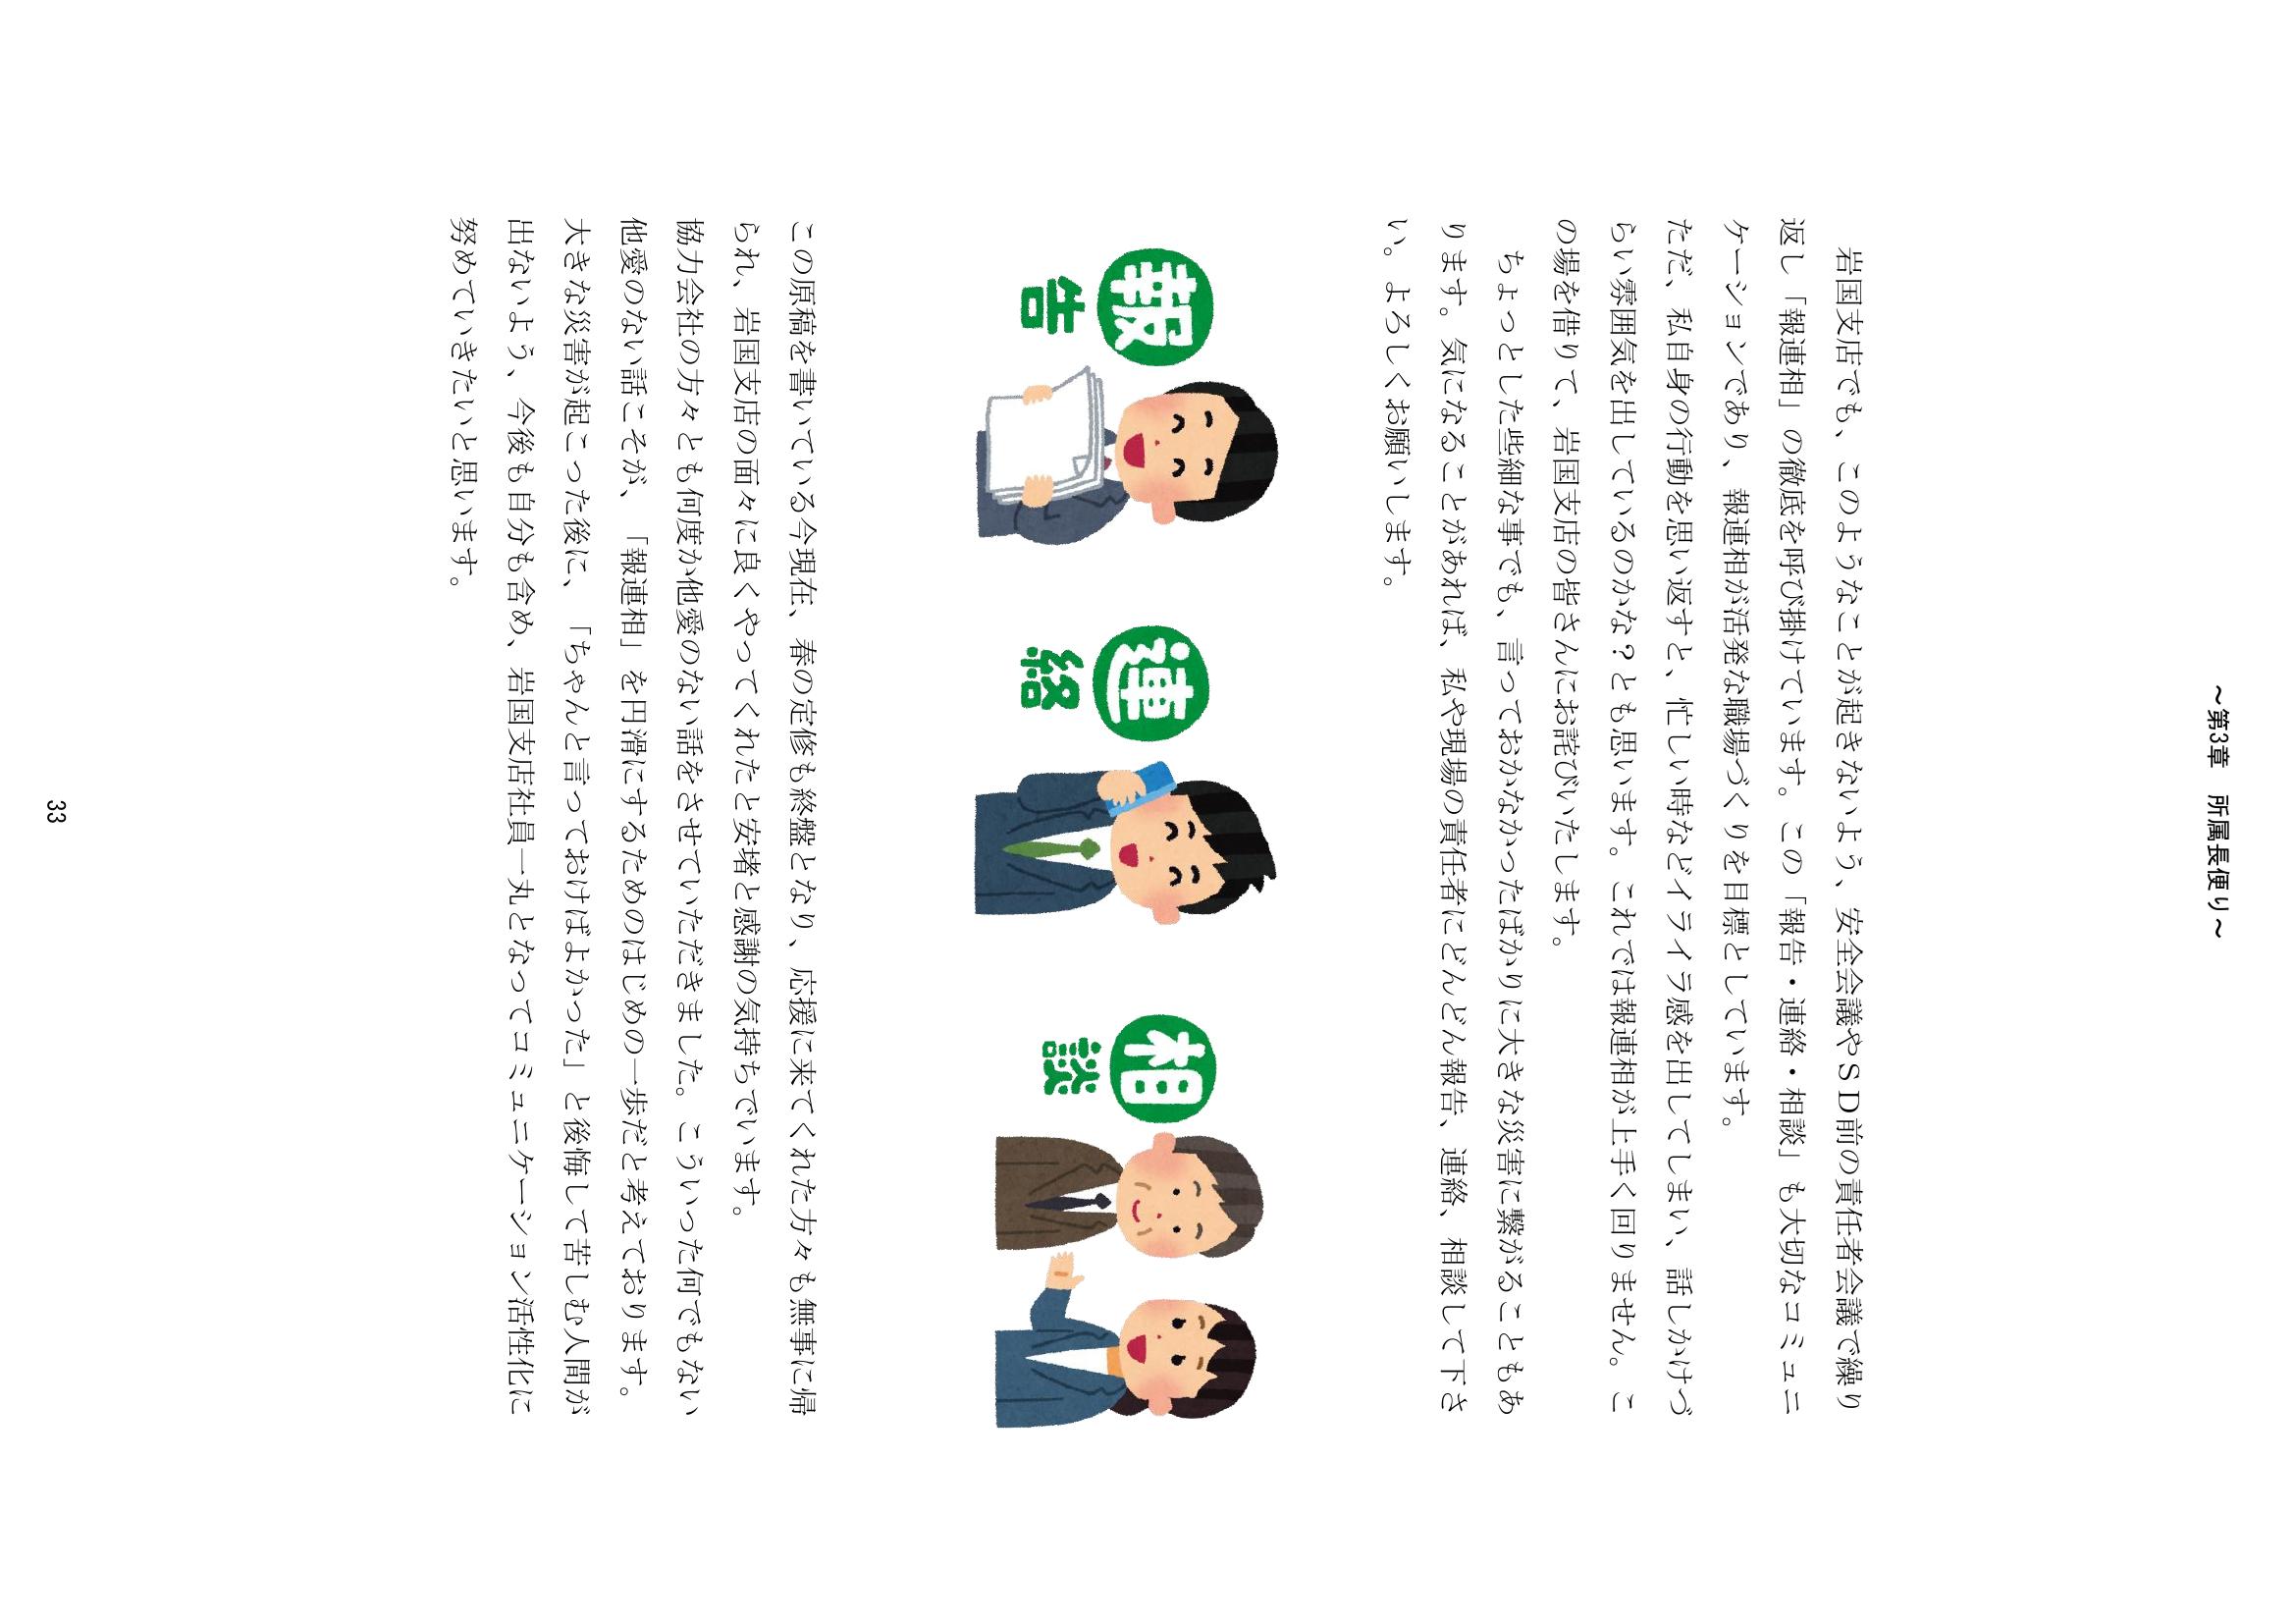 ～第3章　所属長便り～
岩国支店でも、このようなことが起きないよう、安全会議やＳＤ前の責任者会議で繰り
返し「報連相」の徹底を呼び掛けています。この「報告・連絡・相談」も大切なコミュニ
ケーションであり、報連相が活発な職場づくりを目標としています。
ただ、私自身の行動を思い返すと、忙しい時などイライラ感を出してしまい、話しかけづ
らい雰囲気を出しているのかな？とも思います。これでは報連相が上手く回りません。こ
の場を借りて、岩国支店の皆さんにお詫びいたします。
ちょっとした些細な事でも、言っておかなかったばかりに大きな災害に繋がることもあ
ります。気になることがあれば、私や現場の責任者にどんどん報告、連絡、相談して下さ
い。よろしくお願いします。
報告
連絡
相談
この原稿を書いている今現在、春の定修も終盤となり、応援に来てくれた方々も無事に帰
られ、岩国支店の面々に良くやってくれたと安堵と感謝の気持ちでいます。
協力会社の方々とも何度か他愛のない話をさせていただきました。こういった何でもない
他愛のない話こそが、「報連相」を円滑にするためのはじめの一歩だと考えております。
大きな災害が起こった後に、「ちゃんと言っておけばよかった」と後悔して苦しむ人間が
出ないよう、今後も自分も含め、岩国支店社員一丸となってコミュニケーション活性化に
努めていきたいと思います。
33